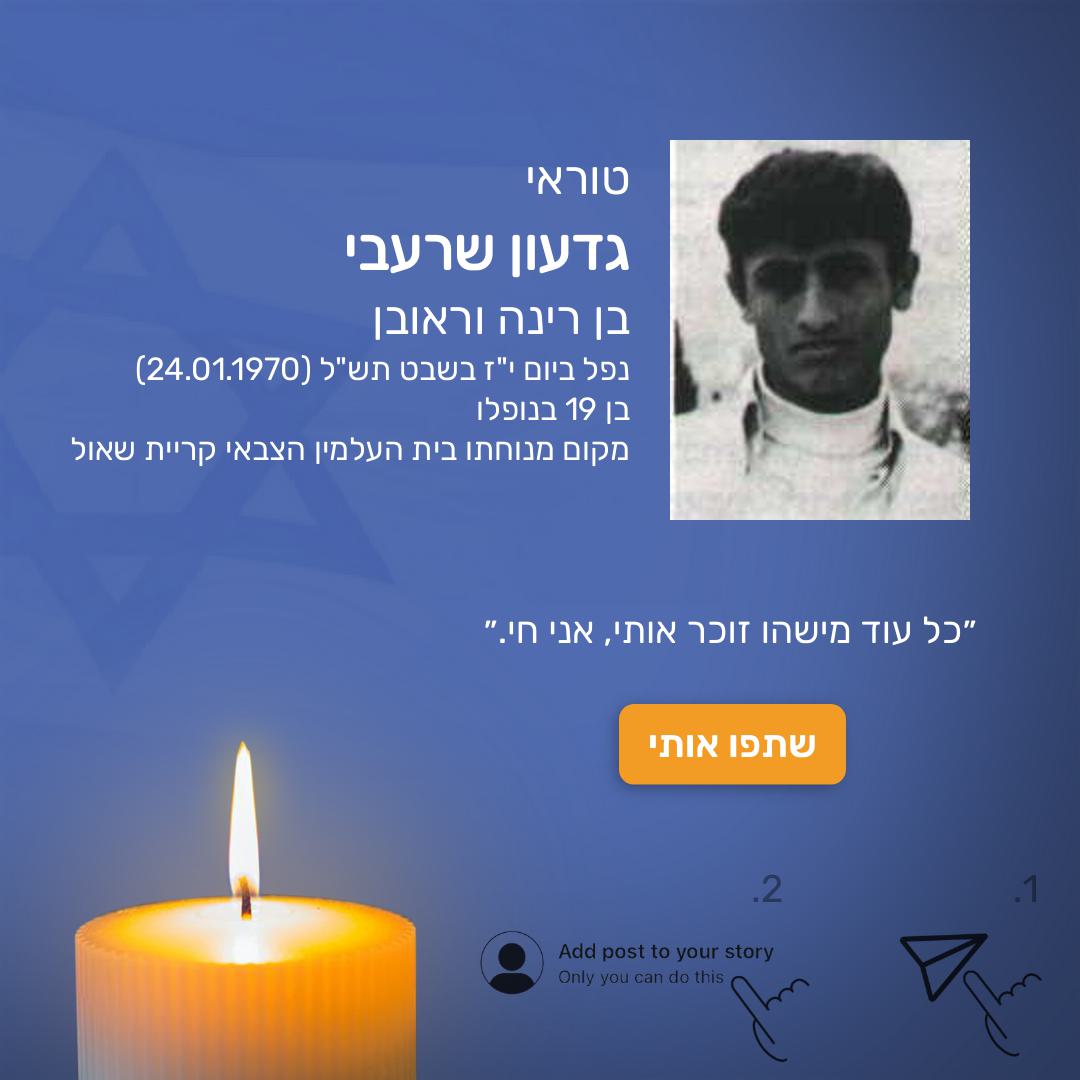 טוראי
גדעון שרעבי
בן רינה וראובן
נפל ביום י"ז בשבט תש"ל (24.01.1970)
בן 19 בנופלו
מקום מנוחתו בית העלמין הצבאי קריית שאול
״כל עוד מישהו זוכר אותי, אני חי.״
שתפו אותי
1.
2.
Add post to your story
Only you can do this